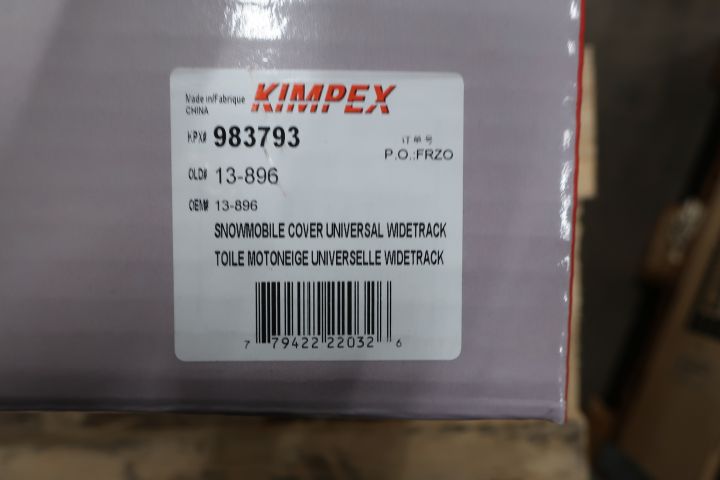 Made in/Fabrique
CHINA
KIMPEX
KPX# 983793
订单号
P.O.:FRZO
OLD# 13-896
OEM# 13-896
SNOWMOBILE COVER UNIVERSAL WIDETRACK
TOILE MOTONEIGE UNIVERSELLE WIDETRACK
7 79422 22032 6